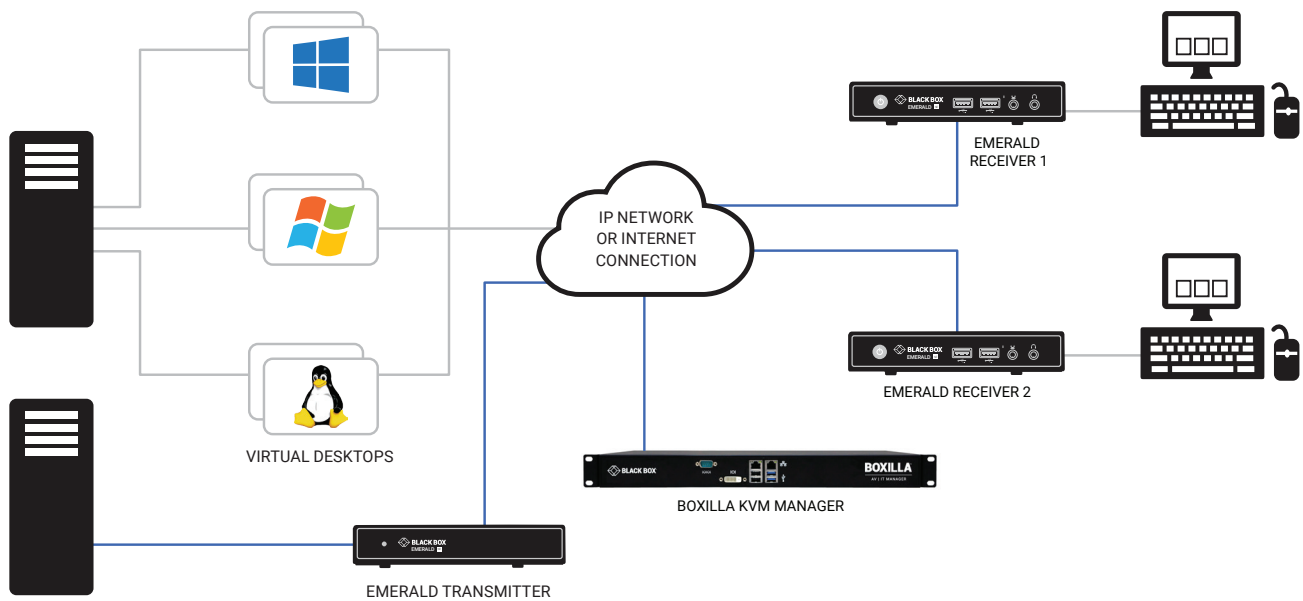 BLACK BOX
EMERALD
EMERALD
RECEIVER 1
IP NETWORK
OR INTERNET
CONNECTION
BLACK BOX
EMERALD
EMERALD RECEIVER 2
VIRTUAL DESKTOPS
BLACK BOX
BOXILLA
AV | IT MANAGER
BOXILLA KVM MANAGER
BLACK BOX
EMERALD
EMERALD TRANSMITTER